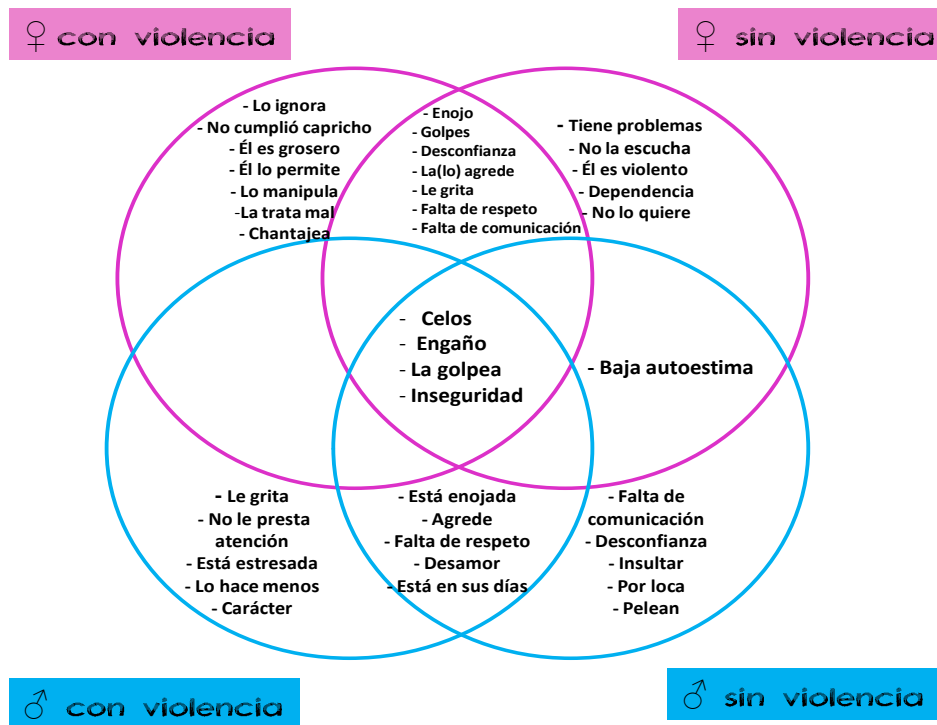 ♀ con violencia
♀ sin violencia
- Lo ignora
- No cumplió capricho
- Él es grosero
- Él lo permite
- Lo manipula
-La trata mal
- Chantajea
- Enojo
- Golpes
- Desconfianza
- La(lo) agrede
- Le grita
- Falta de respeto
- Falta de comunicación
- Tiene problemas
- No la escucha
- Él es violento
- Dependencia
- No lo quiere
- Celos
- Engaño
- La golpea
- Inseguridad
- Baja autoestima
- Le grita
- No le presta
atención
- Está estresada
- Lo hace menos
- Carácter
- Está enojada
- Agrede
- Falta de respeto
- Desamor
- Está en sus días
- Falta de
comunicación
- Desconfianza
- Insultar
- Por loca
- Pelean
♂ con violencia
♂ sin violencia